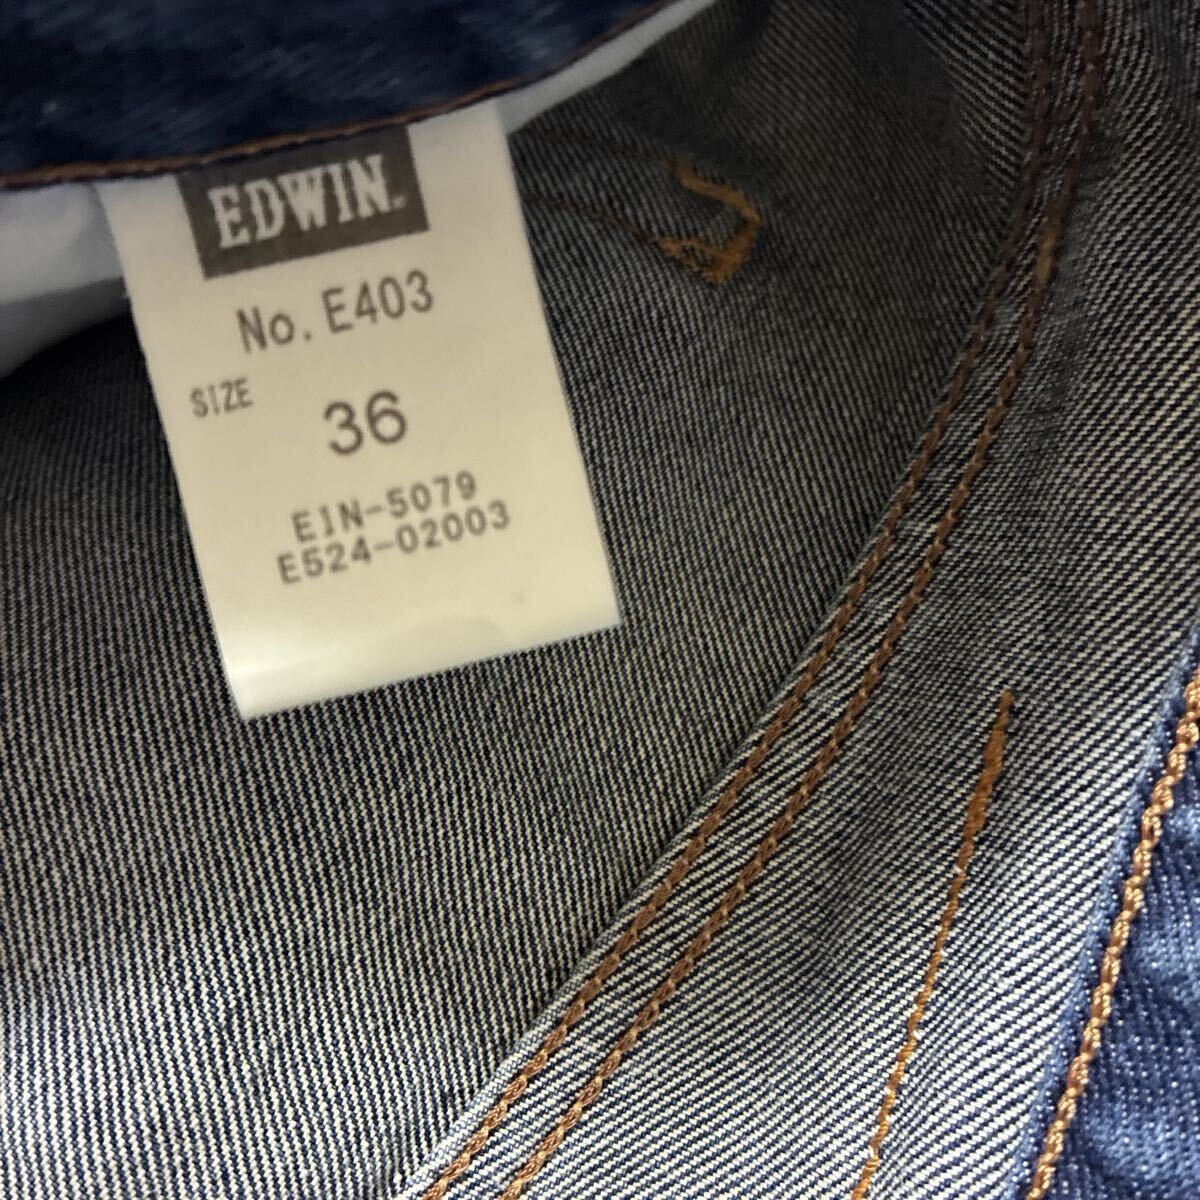 EDWIN.
No. E403
SIZE
36
EIN-5079
E524-02003